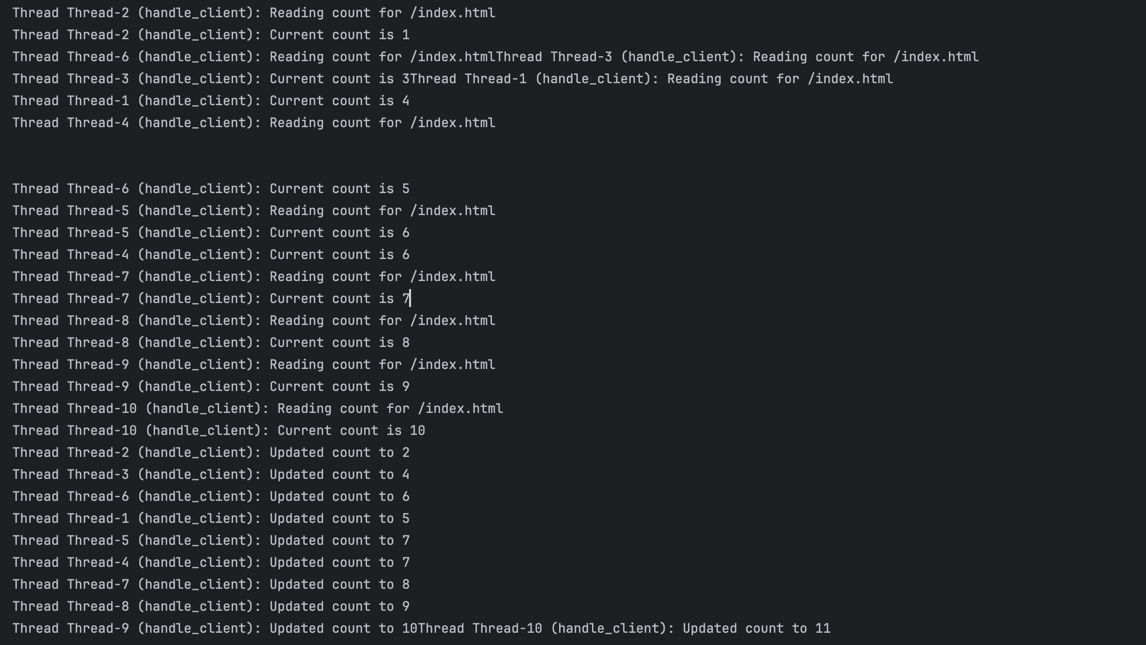 Thread Thread-2 (handle_client): Reading count for /index.html
Thread Thread-2 (handle_client): Current count is 1
Thread Thread-6 (handle_client): Reading count for /index.htmlThread Thread-3 (handle_client): Reading count for /index.html
Thread Thread-3 (handle_client): Current count is 3Thread Thread-1 (handle_client): Reading count for /index.html
Thread Thread-1 (handle_client): Current count is 4
Thread Thread-4 (handle_client): Reading count for /index.html
Thread Thread-6 (handle_client): Current count is 5
Thread Thread-5 (handle_client): Reading count for /index.html
Thread Thread-5 (handle_client): Current count is 6
Thread Thread-4 (handle_client): Current count is 6
Thread Thread-7 (handle_client): Reading count for /index.html
Thread Thread-7 (handle_client): Current count is 7
Thread Thread-8 (handle_client): Reading count for /index.html
Thread Thread-8 (handle_client): Current count is 8
Thread Thread-9 (handle_client): Reading count for /index.html
Thread Thread-9 (handle_client): Current count is 9
Thread Thread-10 (handle_client): Reading count for /index.html
Thread Thread-10 (handle_client): Current count is 10
Thread Thread-2 (handle_client): Updated count to 2
Thread Thread-3 (handle_client): Updated count to 4
Thread Thread-6 (handle_client): Updated count to 6
Thread Thread-1 (handle_client): Updated count to 5
Thread Thread-5 (handle_client): Updated count to 7
Thread Thread-4 (handle_client): Updated count to 7
Thread Thread-7 (handle_client): Updated count to 8
Thread Thread-8 (handle_client): Updated count to 9
Thread Thread-9 (handle_client): Updated count to 10Thread Thread-10 (handle_client): Updated count to 11